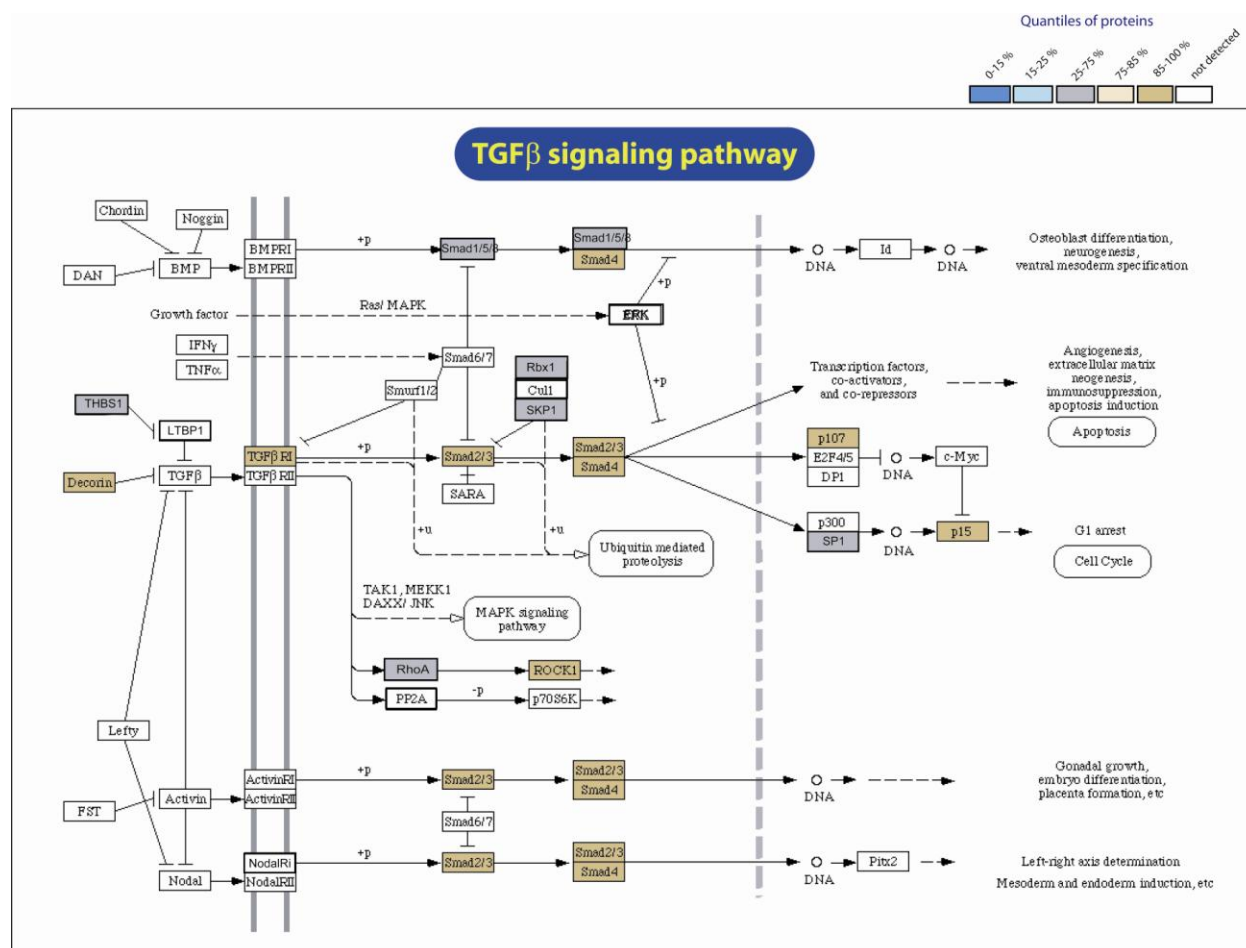 Quantiles of proteins
0-15 %
15-25 %
25-75 %
75-85 %
85-100 %
not detected
TGFβ signaling pathway
Chordin
Noggin
DAN
BMP
BMPRI
BMPRII
+p
Smad1/5/8
Smad1/5/8
Smad4
DNA
Id
DNA
Osteoblast differentiation,
neurogenesis,
ventral mesoderm specification
Growth factor
Ras/ MAPK
ERK
+p
+p
IFNγ
TNFα
Smad6/7
Smurf1/2
Rbx1
Cul1
SKP1
Transcription factors,
co-activators,
and co-repressors
Angiogenesis,
extracellular matrix
neogenesis,
immunosuppression,
apoptosis induction
Apoptosis
THBS1
LTBP1
Decorin
TGFβ
TGFβ RI
TGFβ RII
+p
Smad2/3
SARA
Smad2/3
Smad4
p107
E2F4/5
DP1
DNA
c-Myc
p300
SP1
DNA
p15
G1 arrest
Cell Cycle
+u
+u
Ubiquitin mediated
proteolysis
TAK1, MEKK1
DAXX/ JNK
MAPK signaling
pathway
RhoA
ROCK1
PP2A
-p
p70S6K
Lefty
FST
Activin
ActivinRI
ActivinRII
+p
Smad2/3
Smad2/3
Smad4
DNA
Gonadal growth,
embryo differentiation,
placenta formation, etc
Smad6/7
Nodal
NodalRi
NodalRII
+p
Smad2/3
Smad2/3
Smad4
DNA
Pitx2
Left-right axis determination
Mesoderm and endoderm induction, etc